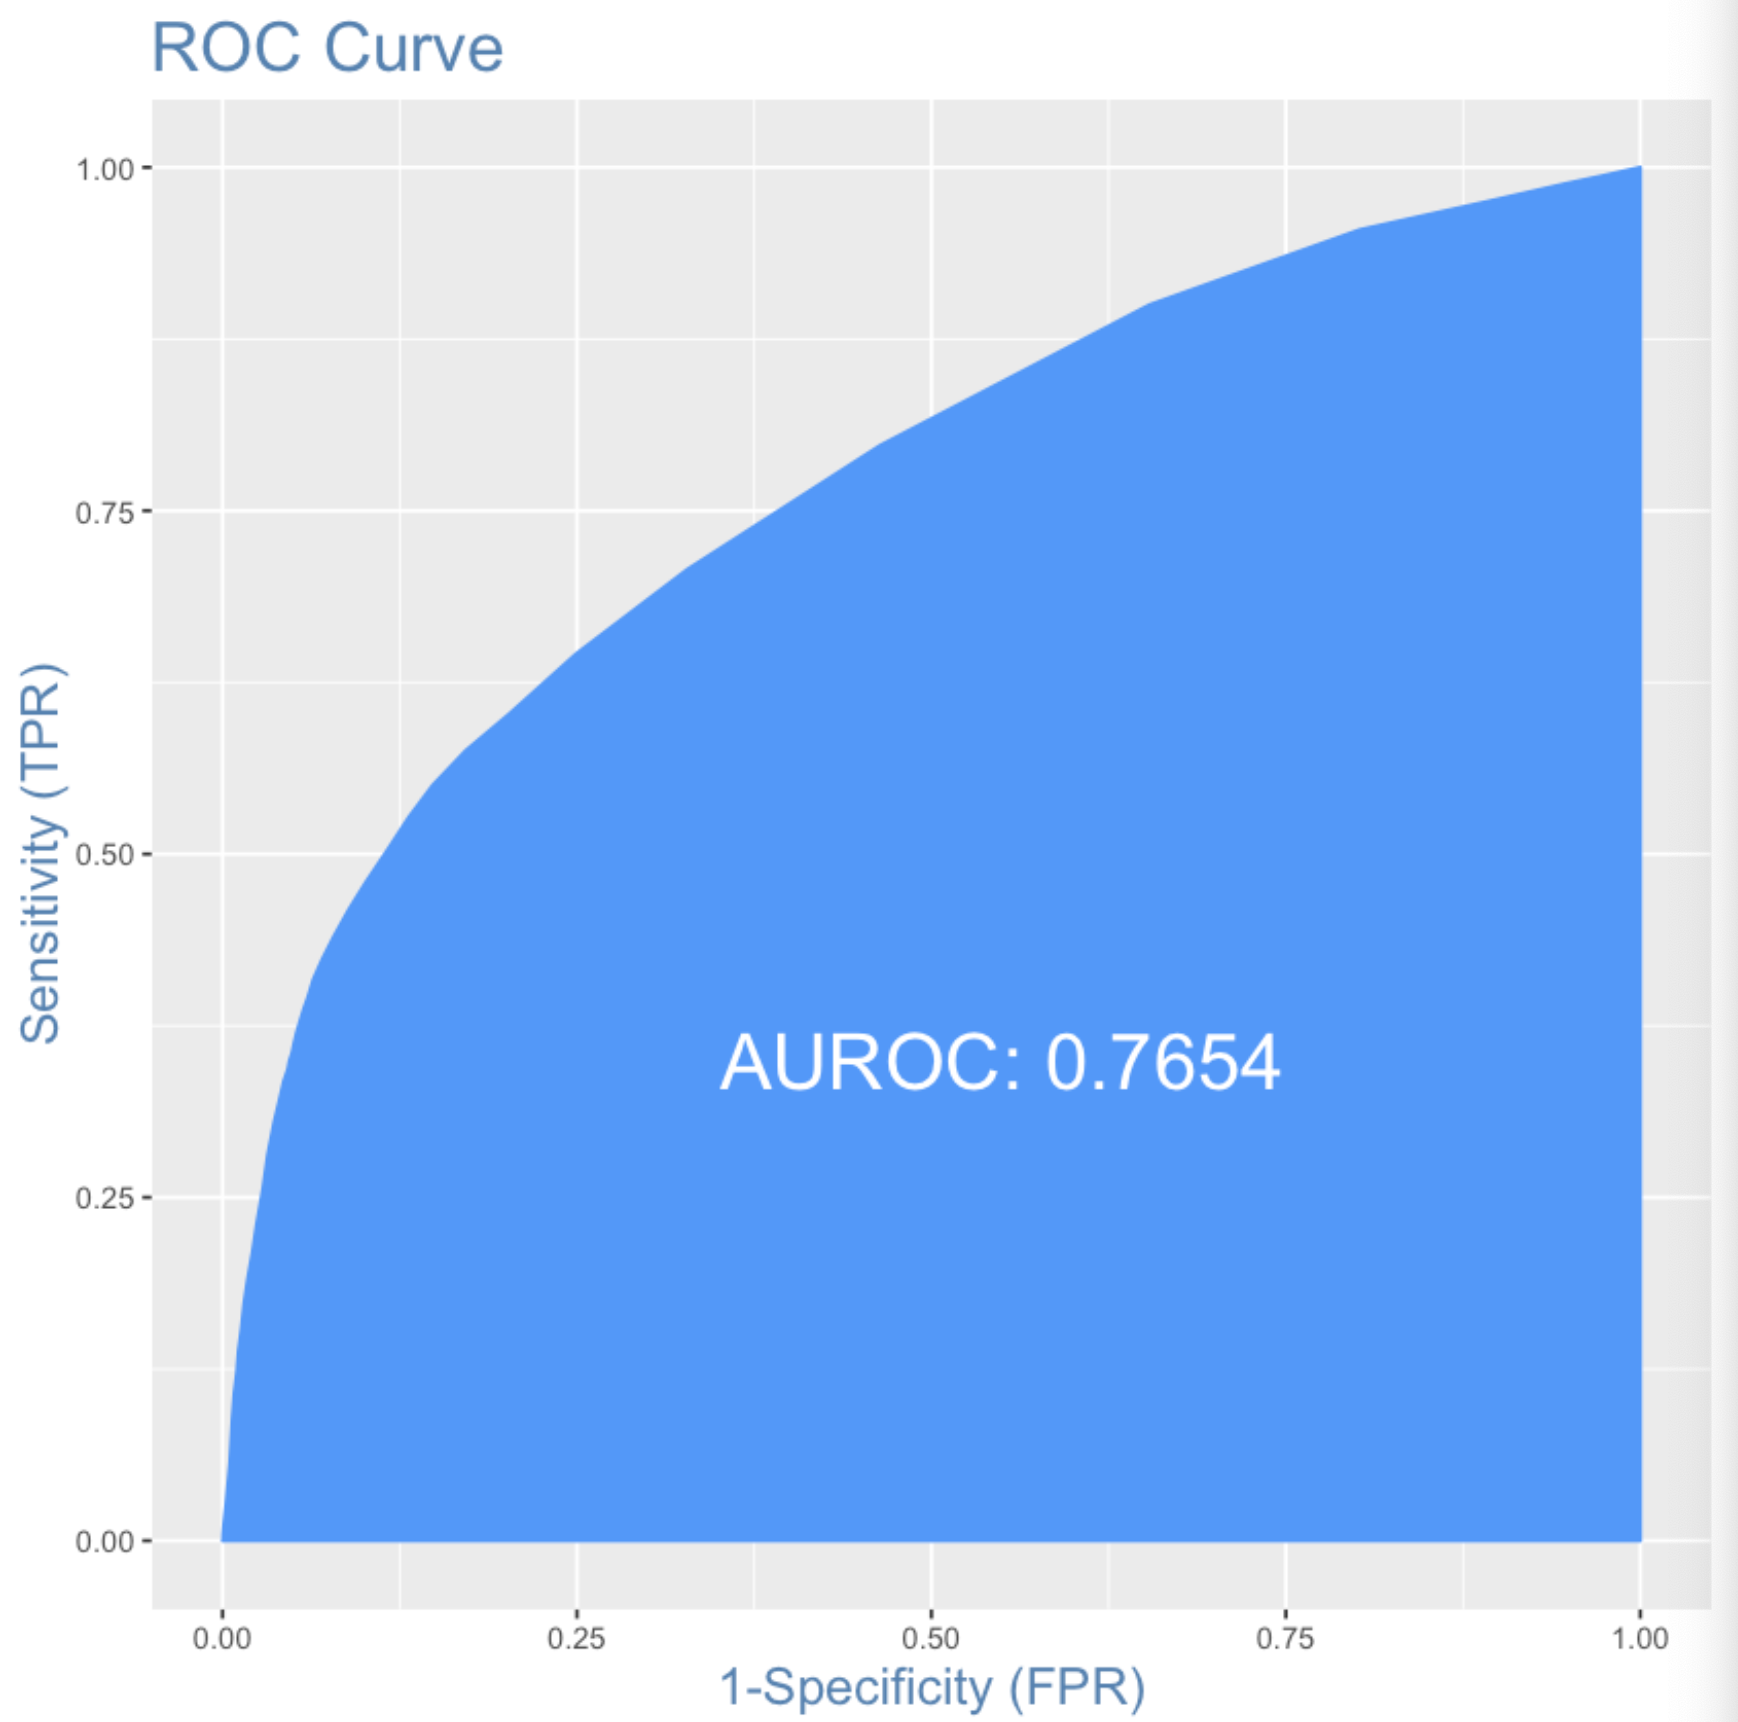 ROC Curve
1.00
0.75
0.50
0.25
0.00
Sensitivity (TPR)
AUROC: 0.7654
0.00 0.25 0.50 0.75 1.00
1-Specificity (FPR)